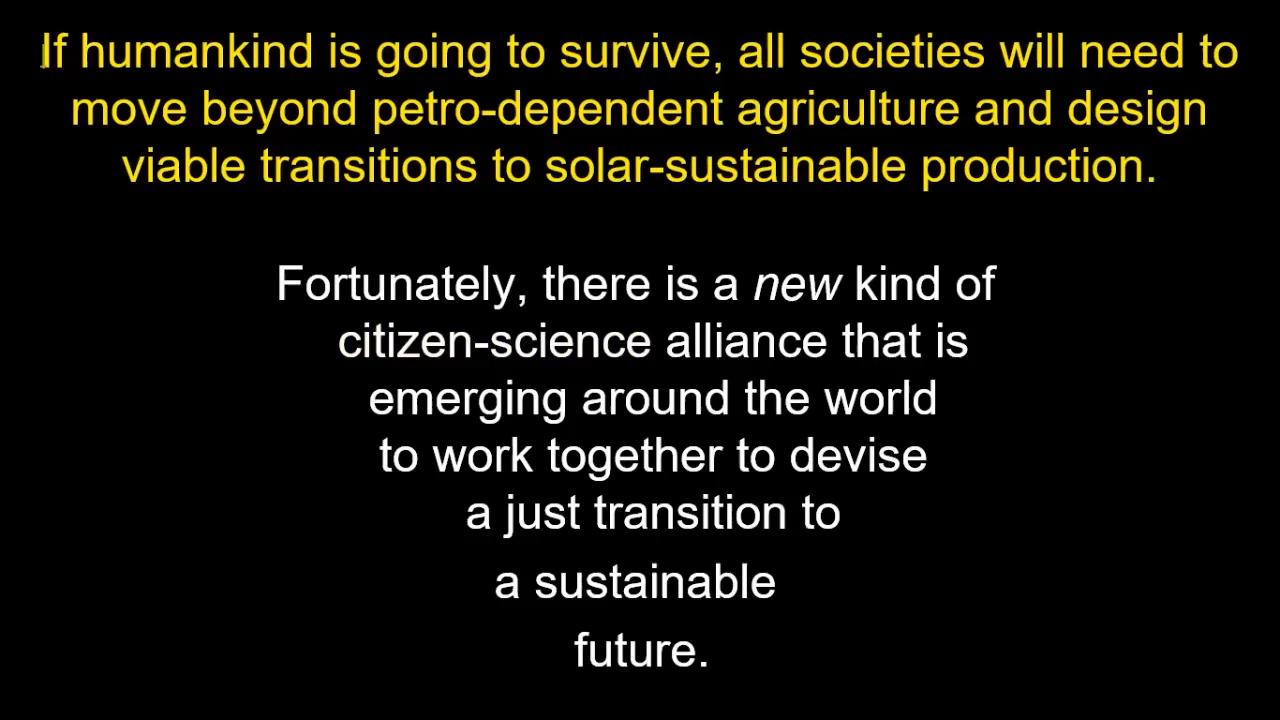 If humankind is going to survive, all societies will need to
move beyond petro-dependent agriculture and design
viable transitions to solar-sustainable production.
Fortunately, there is a new kind of
citizen-science alliance that is
emerging around the world
to work together to devise
a just transition to
a sustainable
future.